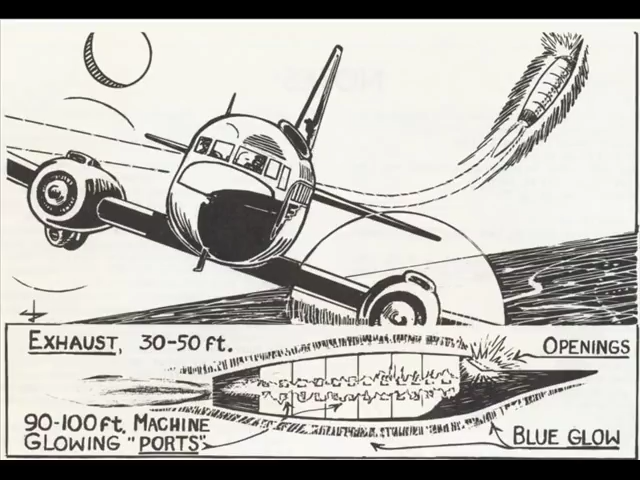 EXHAUST, 30-50 ft.
OPENINGS
90-100 ft. MACHINE
GLOWING "PORTS"
BLUE GLOW